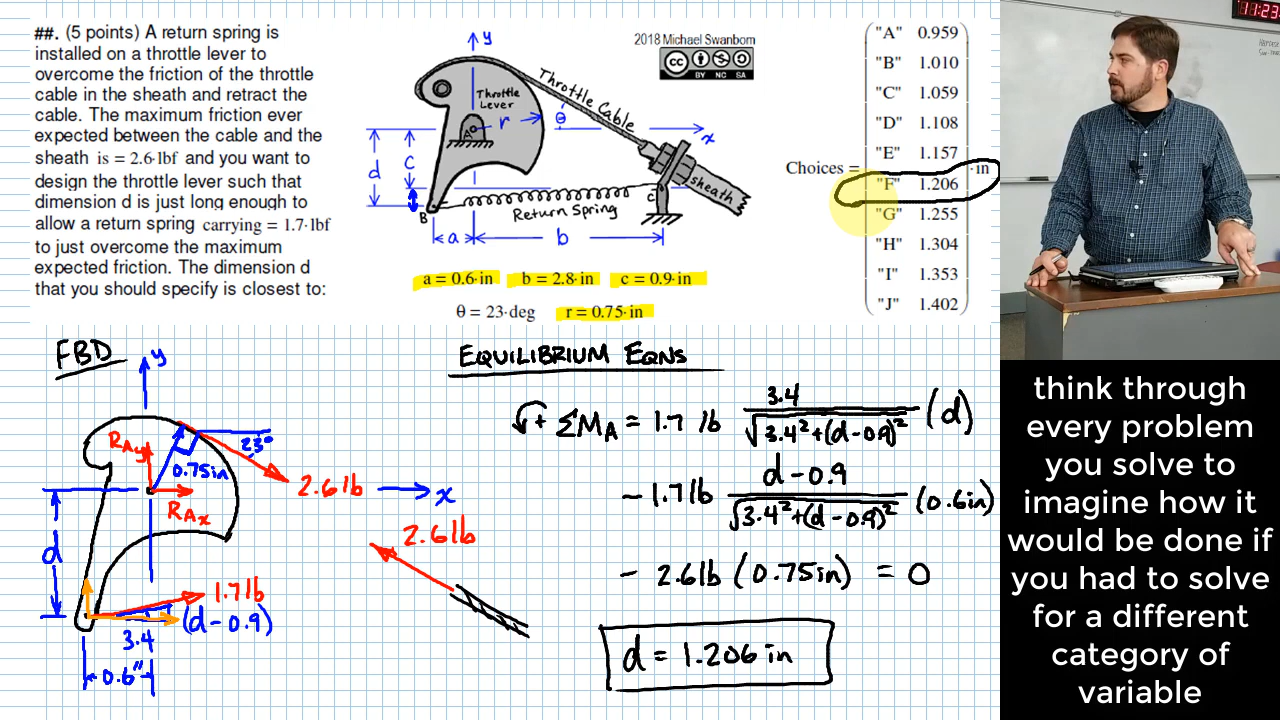 ##. (5 points) A return spring is
installed on a throttle lever to
overcome the friction of the throttle
cable in the sheath and retract the
cable. The maximum friction ever
expected between the cable and the
sheath is = 2.6·lbf and you want to
design the throttle lever such that
dimension d is just long enough to
allow a return spring carrying = 1.7·lbf
to just overcome the maximum
expected friction. The dimension d
that you should specify is closest to:
y
2018 Michael Swanbom
cc
BY NC SA
Throttle Cable
Throttle
Lever
A
r
θ
x
d
c
sheath
B
C
Return Spring
a
b
a = 0.6·in b = 2.8·in c = 0.9·in
θ = 23·deg r = 0.75·in
Choices =
"A" 0.959
"B" 1.010
"C" 1.059
"D" 1.108
"E" 1.157
"F" 1.206
"G" 1.255
"H" 1.304
"I" 1.353
"J" 1.402
·in
11:23
FBD
y
RAy
23°
0.75in
2.6lb
x
RAx
d
1.7lb
(d-0.9)
3.4
0.6"
2.6lb
EQUILIBRIUM EQNS
+ ΣMA = 1.7 lb 3.4 / √3.4²+(d-0.9)² (d)
- 1.7lb d-0.9 / √3.4²+(d-0.9)² (0.6in)
- 2.6lb (0.75in) = 0
d = 1.206 in
think through
every problem
you solve to
imagine how it
would be done if
you had to solve
for a different
category of
variable